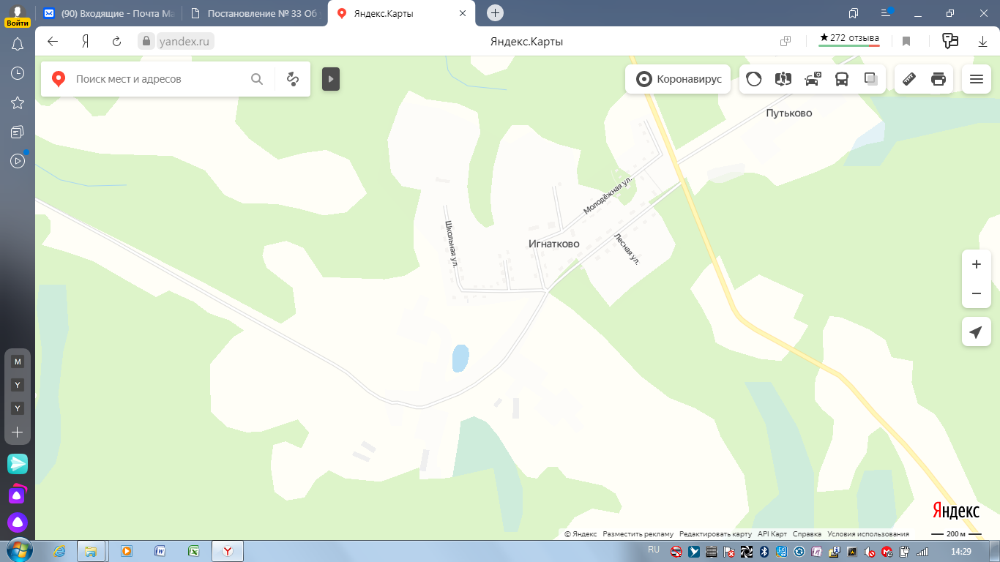 (90) Входящие - Почта Ма
Постановление № 33 Об
Яндекс.Карты
Войти
yandex.ru
Яндекс.Карты
★272 отзыва
Поиск мест и адресов
Коронавирус
Путьково
Молодёжная ул.
Школьная ул.
Игнатково
Лесная ул.
M
Y
Y
Яндекс
© Яндекс Разместить рекламу Редактировать карту API Карт Справка Условия использования 200 м
RU
14:29